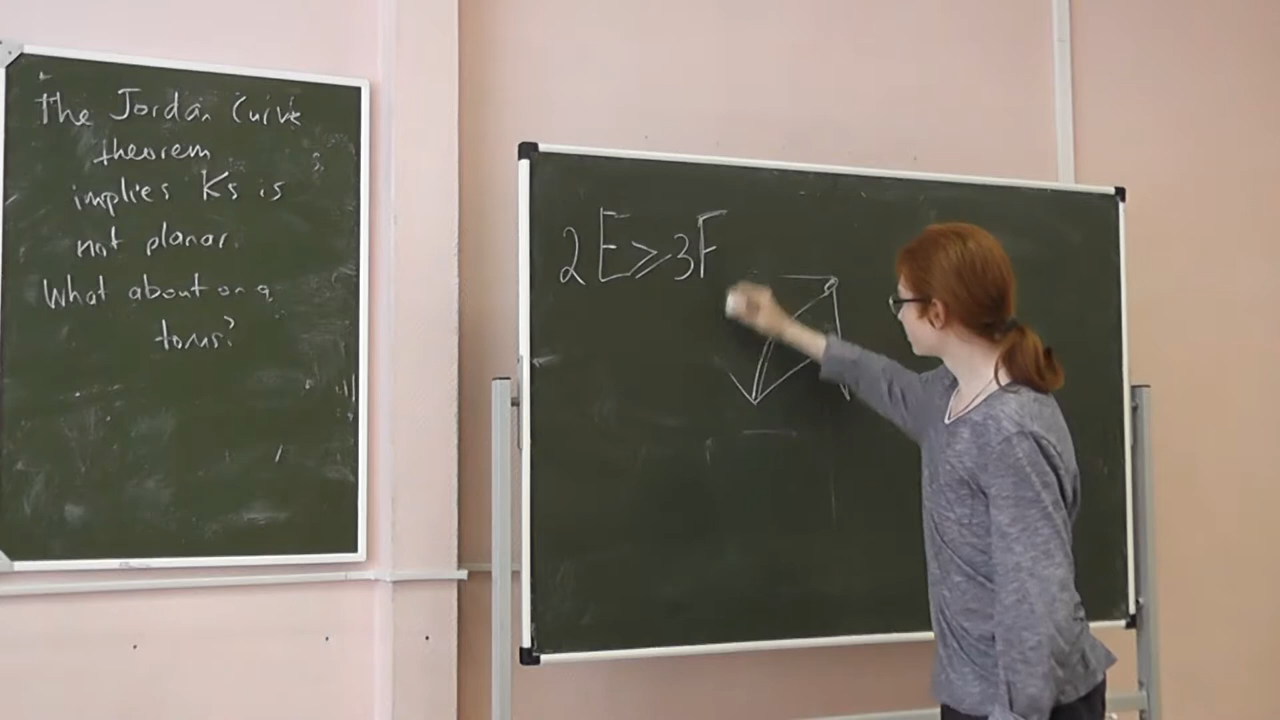 The Jordan Curve
theorem
implies K5 is
not planar.
What about on a
torus?
2E≥3F